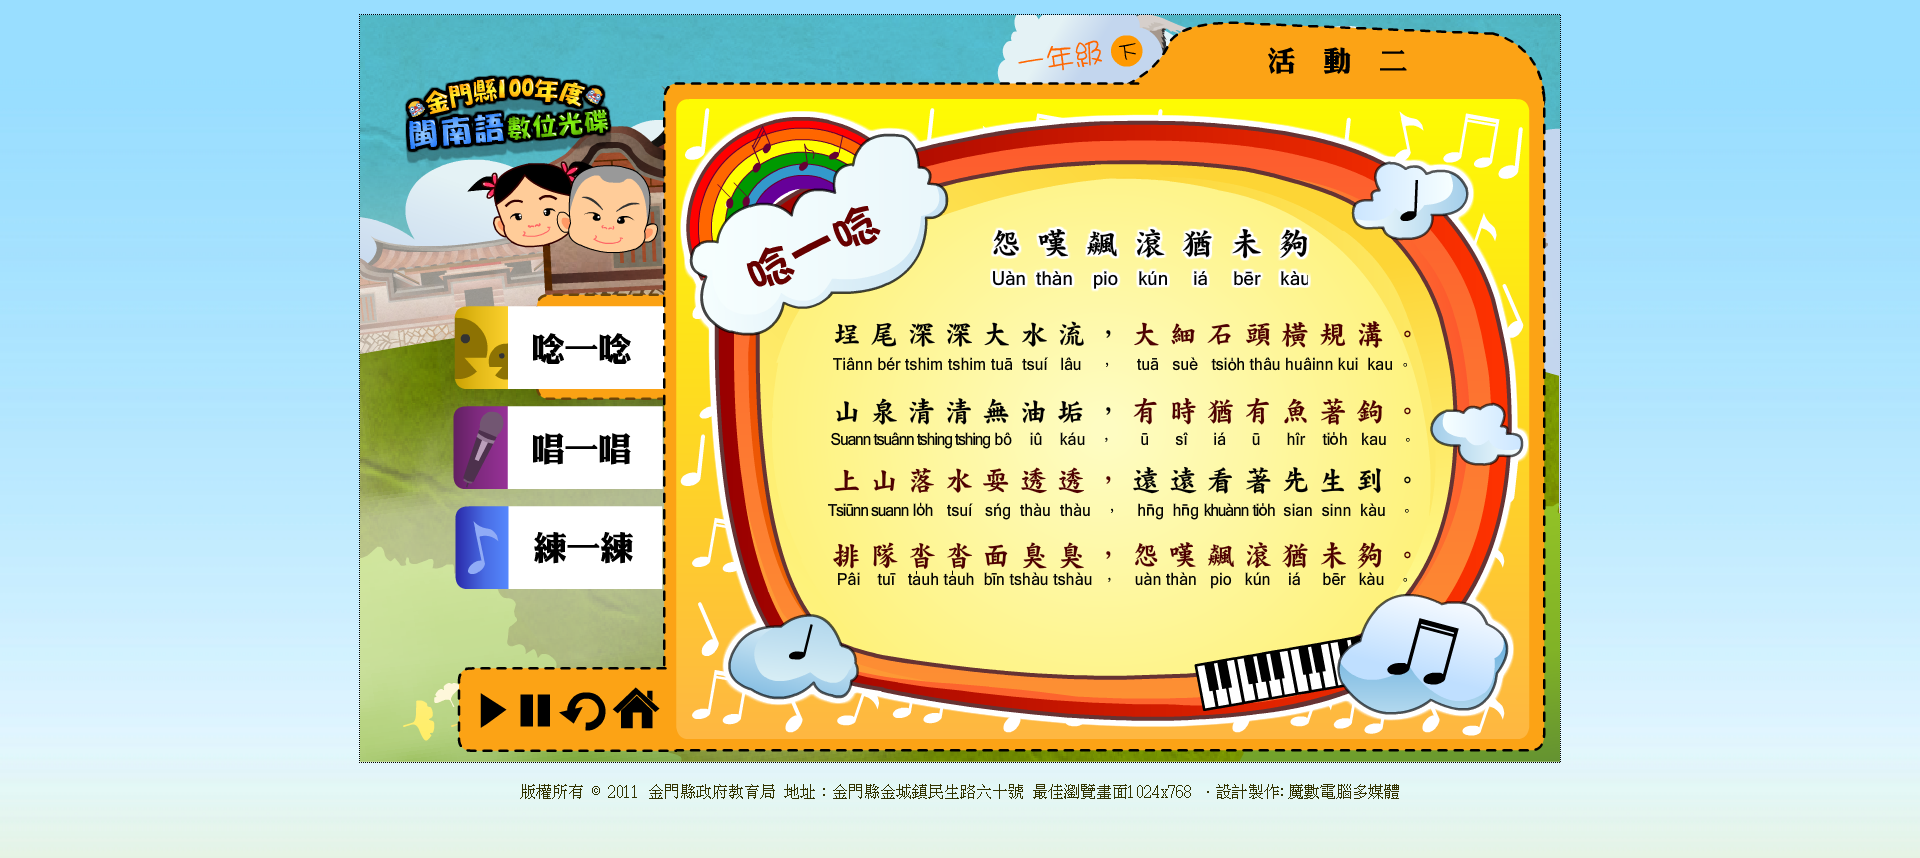 一年級 下
活動二
金門縣100年度
閩南語數位光碟
唸一唸
怨嘆飆滾猶未夠
Uàn thàn pio kún iá bēr kàu
埕尾深深大水流，大細石頭橫規溝。
Tiânn bér tshim tshim tuā tsuí lâu ， tuā suè tsio̍h thâu huâinn kui kau 。
山泉清清無油垢，有時猶有魚著鉤。
Suann tsuânn tshing tshing bô iû káu ， ū sî iá ū hîr tio̍h kau 。
上山落水耍透透，遠遠看著先生到。
Tsiūnn suann lo̍h tsuí sńg thàu thàu ， hn̄g hn̄g khuànn tio̍h sian sinn kàu 。
排隊沓沓面臭臭，怨嘆飆滾猶未夠。
Pâi tuī ta̍uh ta̍uh bīn tshàu tshàu ， uàn thàn pio kún iá bēr kàu 。
唸一唸
唱一唱
練一練
版權所有 © 2011 金門縣政府教育局 地址：金門縣金城鎮民生路六十號 最佳瀏覽畫面1024x768 ．設計製作: 魔數電腦多媒體